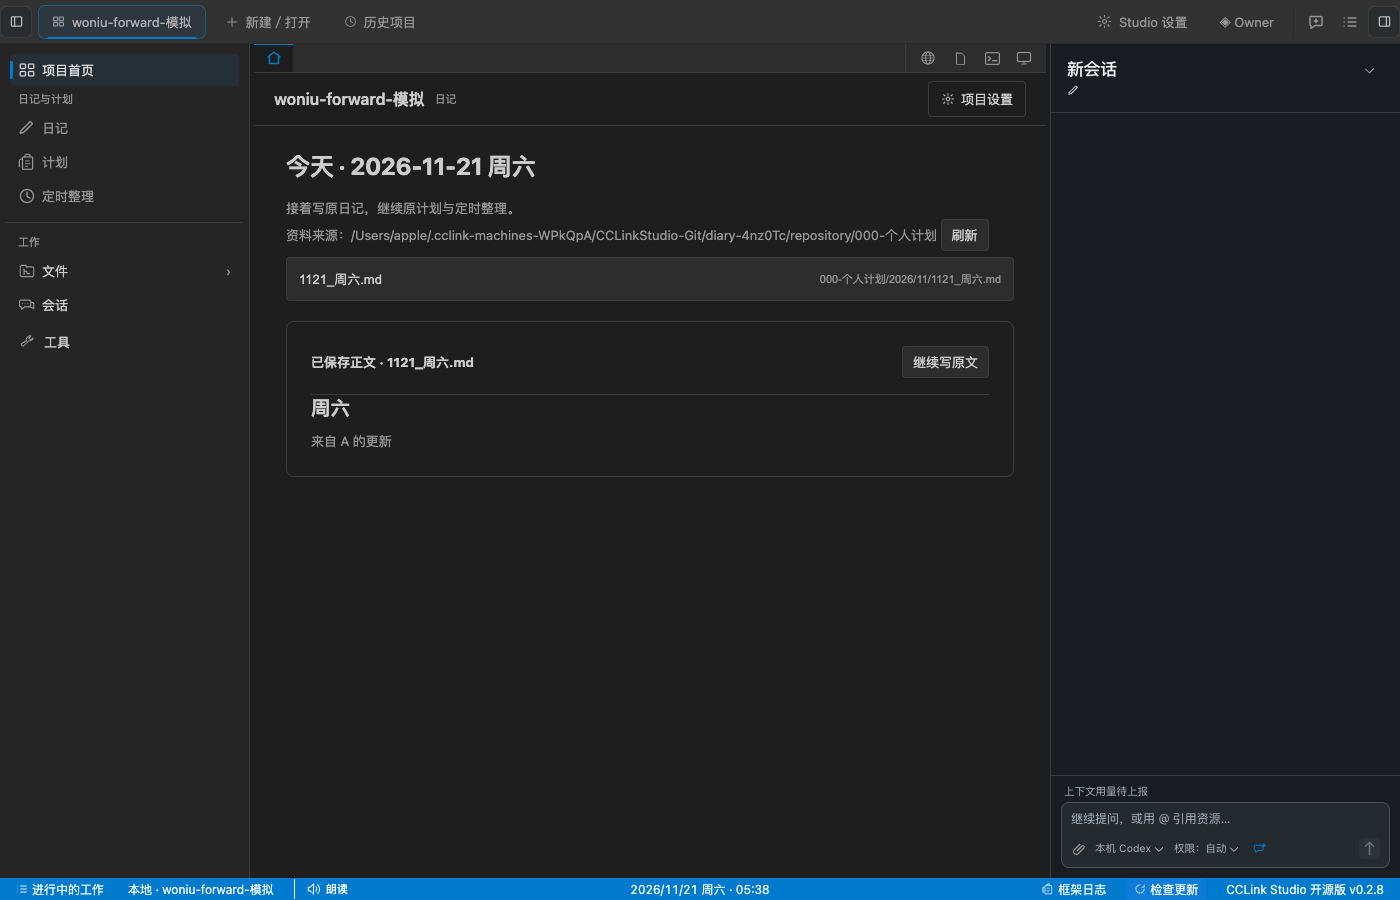 woniu-forward-模拟
新建 / 打开
历史项目
Studio 设置
Owner
项目首页
日记与计划
日记
计划
定时整理
工作
文件
会话
工具
woniu-forward-模拟 日记
项目设置
今天 · 2026-11-21 周六
接着写原日记，继续原计划与定时整理。
资料来源：/Users/apple/.cclink-machines-WPkQpA/CCLinkStudio-Git/diary-4nz0Tc/repository/000-个人计划 刷新
1121_周六.md 000-个人计划/2026/11/1121_周六.md
已保存正文 · 1121_周六.md 继续写原文
周六
来自 A 的更新
新会话
上下文用量待上报
继续提问，或用 @ 引用资源...
本机 Codex 权限：自动
进行中的工作 本地 · woniu-forward-模拟 朗读 2026/11/21 周六 · 05:38 框架日志 检查更新 CCLink Studio 开源版 v0.2.8